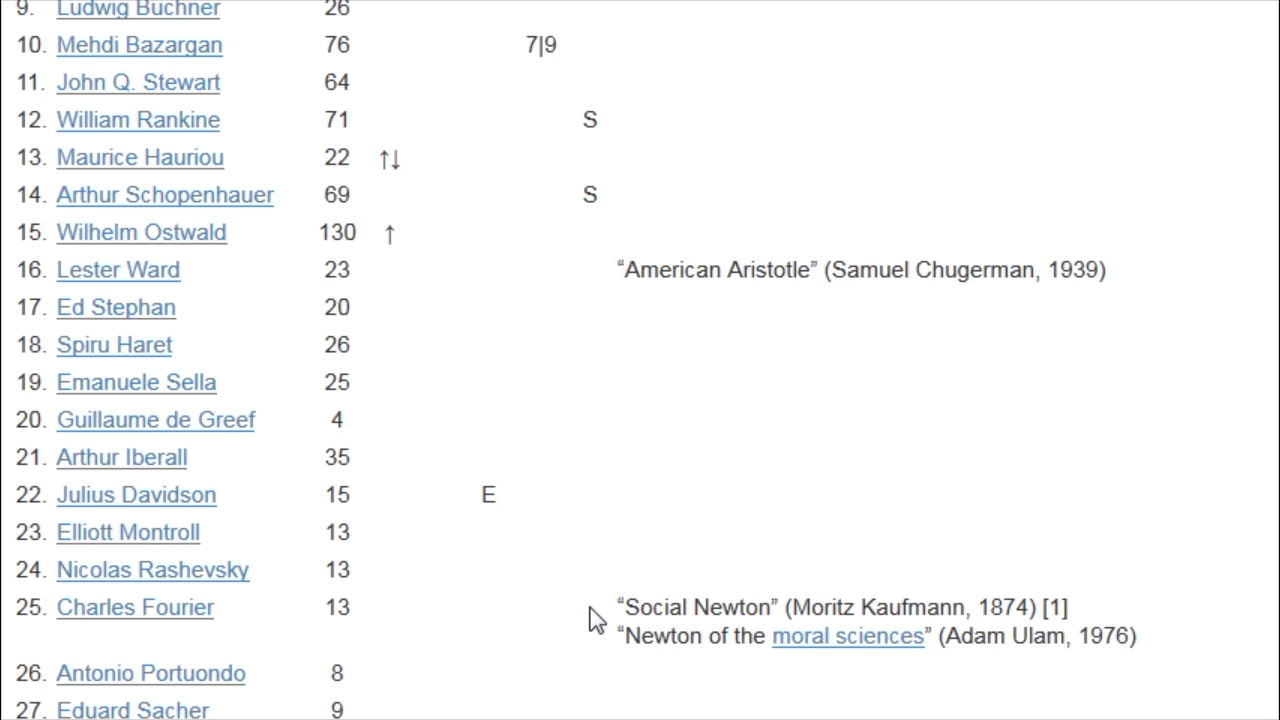 9. Ludwig Buchner 26
10. Mehdi Bazargan 76 7|9
11. John Q. Stewart 64
12. William Rankine 71 S
13. Maurice Hauriou 22 ↑↓
14. Arthur Schopenhauer 69 S
15. Wilhelm Ostwald 130 ↑
16. Lester Ward 23 “American Aristotle” (Samuel Chugerman, 1939)
17. Ed Stephan 20
18. Spiru Haret 26
19. Emanuele Sella 25
20. Guillaume de Greef 4
21. Arthur Iberall 35
22. Julius Davidson 15 E
23. Elliott Montroll 13
24. Nicolas Rashevsky 13
25. Charles Fourier 13 “Social Newton” (Moritz Kaufmann, 1874) [1]
“Newton of the moral sciences” (Adam Ulam, 1976)
26. Antonio Portuondo 8
27. Eduard Sacher 9